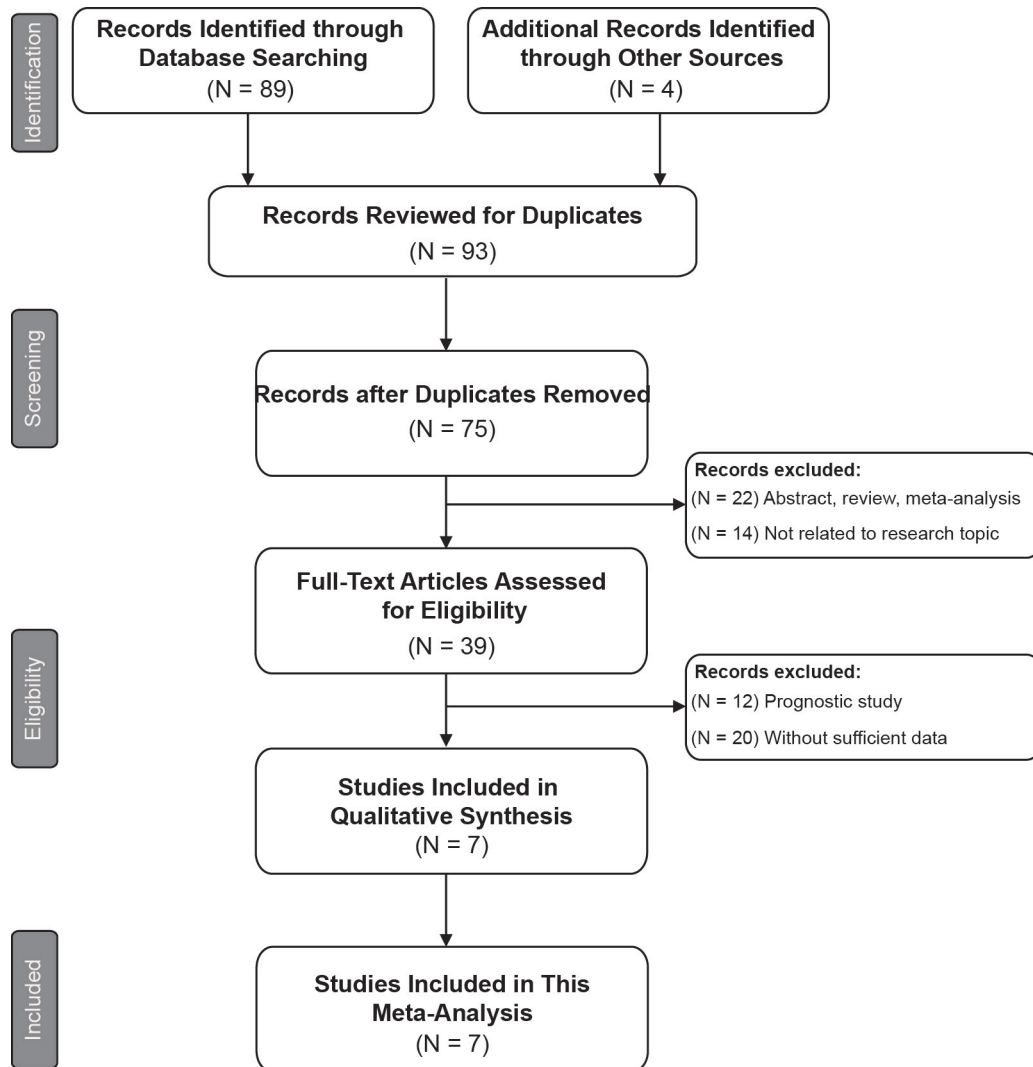 Identification
Records Identified through
Database Searching
(N = 89)
Additional Records Identified
through Other Sources
(N = 4)
Records Reviewed for Duplicates
(N = 93)
Screening
Records after Duplicates Removed
(N = 75)
Records excluded:
(N = 22) Abstract, review, meta-analysis
(N = 14) Not related to research topic
Full-Text Articles Assessed
for Eligibility
(N = 39)
Eligibility
Records excluded:
(N = 12) Prognostic study
(N = 20) Without sufficient data
Studies Included in
Qualitative Synthesis
(N = 7)
Included
Studies Included in This
Meta-Analysis
(N = 7)